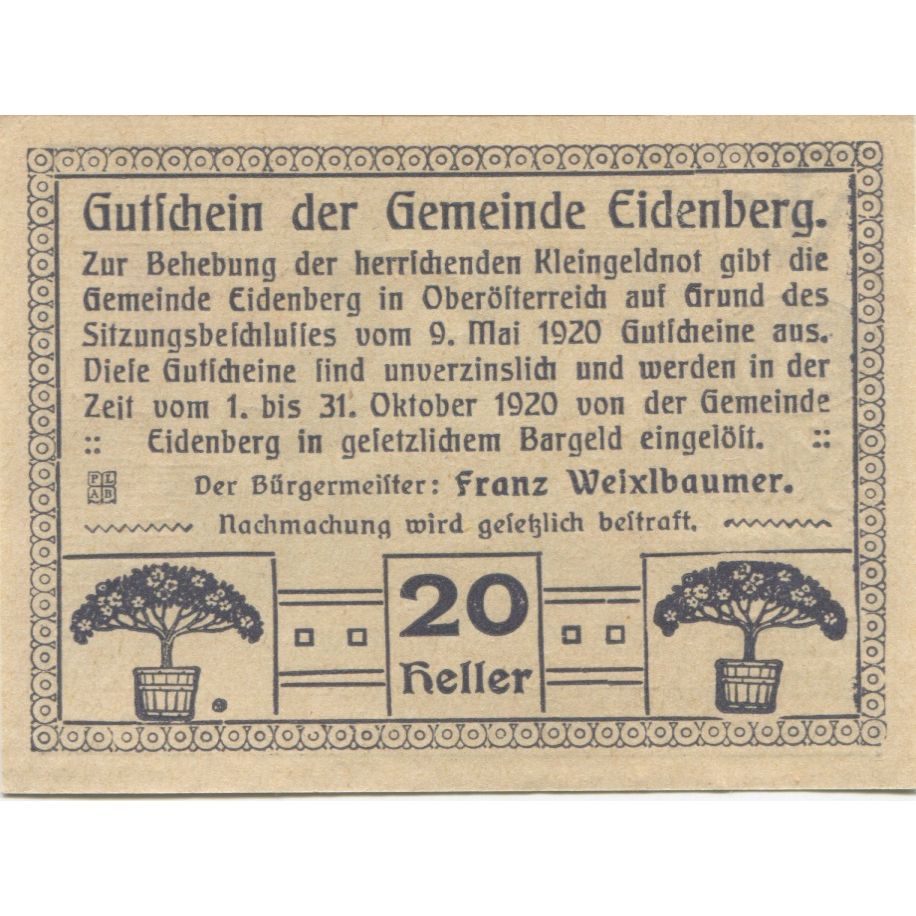 Gutſchein der Gemeinde Eidenberg.
Zur Behebung der herrſchenden Kleingeldnot gibt die
Gemeinde Eidenberg in Oberöſterreich auf Grund des
Sitzungsbeſchluſſes vom 9. Mai 1920 Gutſcheine aus.
Dieſe Gutſcheine ſind unverzinslich und werden in der
Zeit vom 1. bis 31. Oktober 1920 von der Gemeinde
:: Eidenberg in geſetzlichem Bargeld eingelöſt. ::
P L
A B
Der Bürgermeiſter: Franz Weixlbaumer.
Nachmachung wird geſetzlich beſtraft.
20
Heller